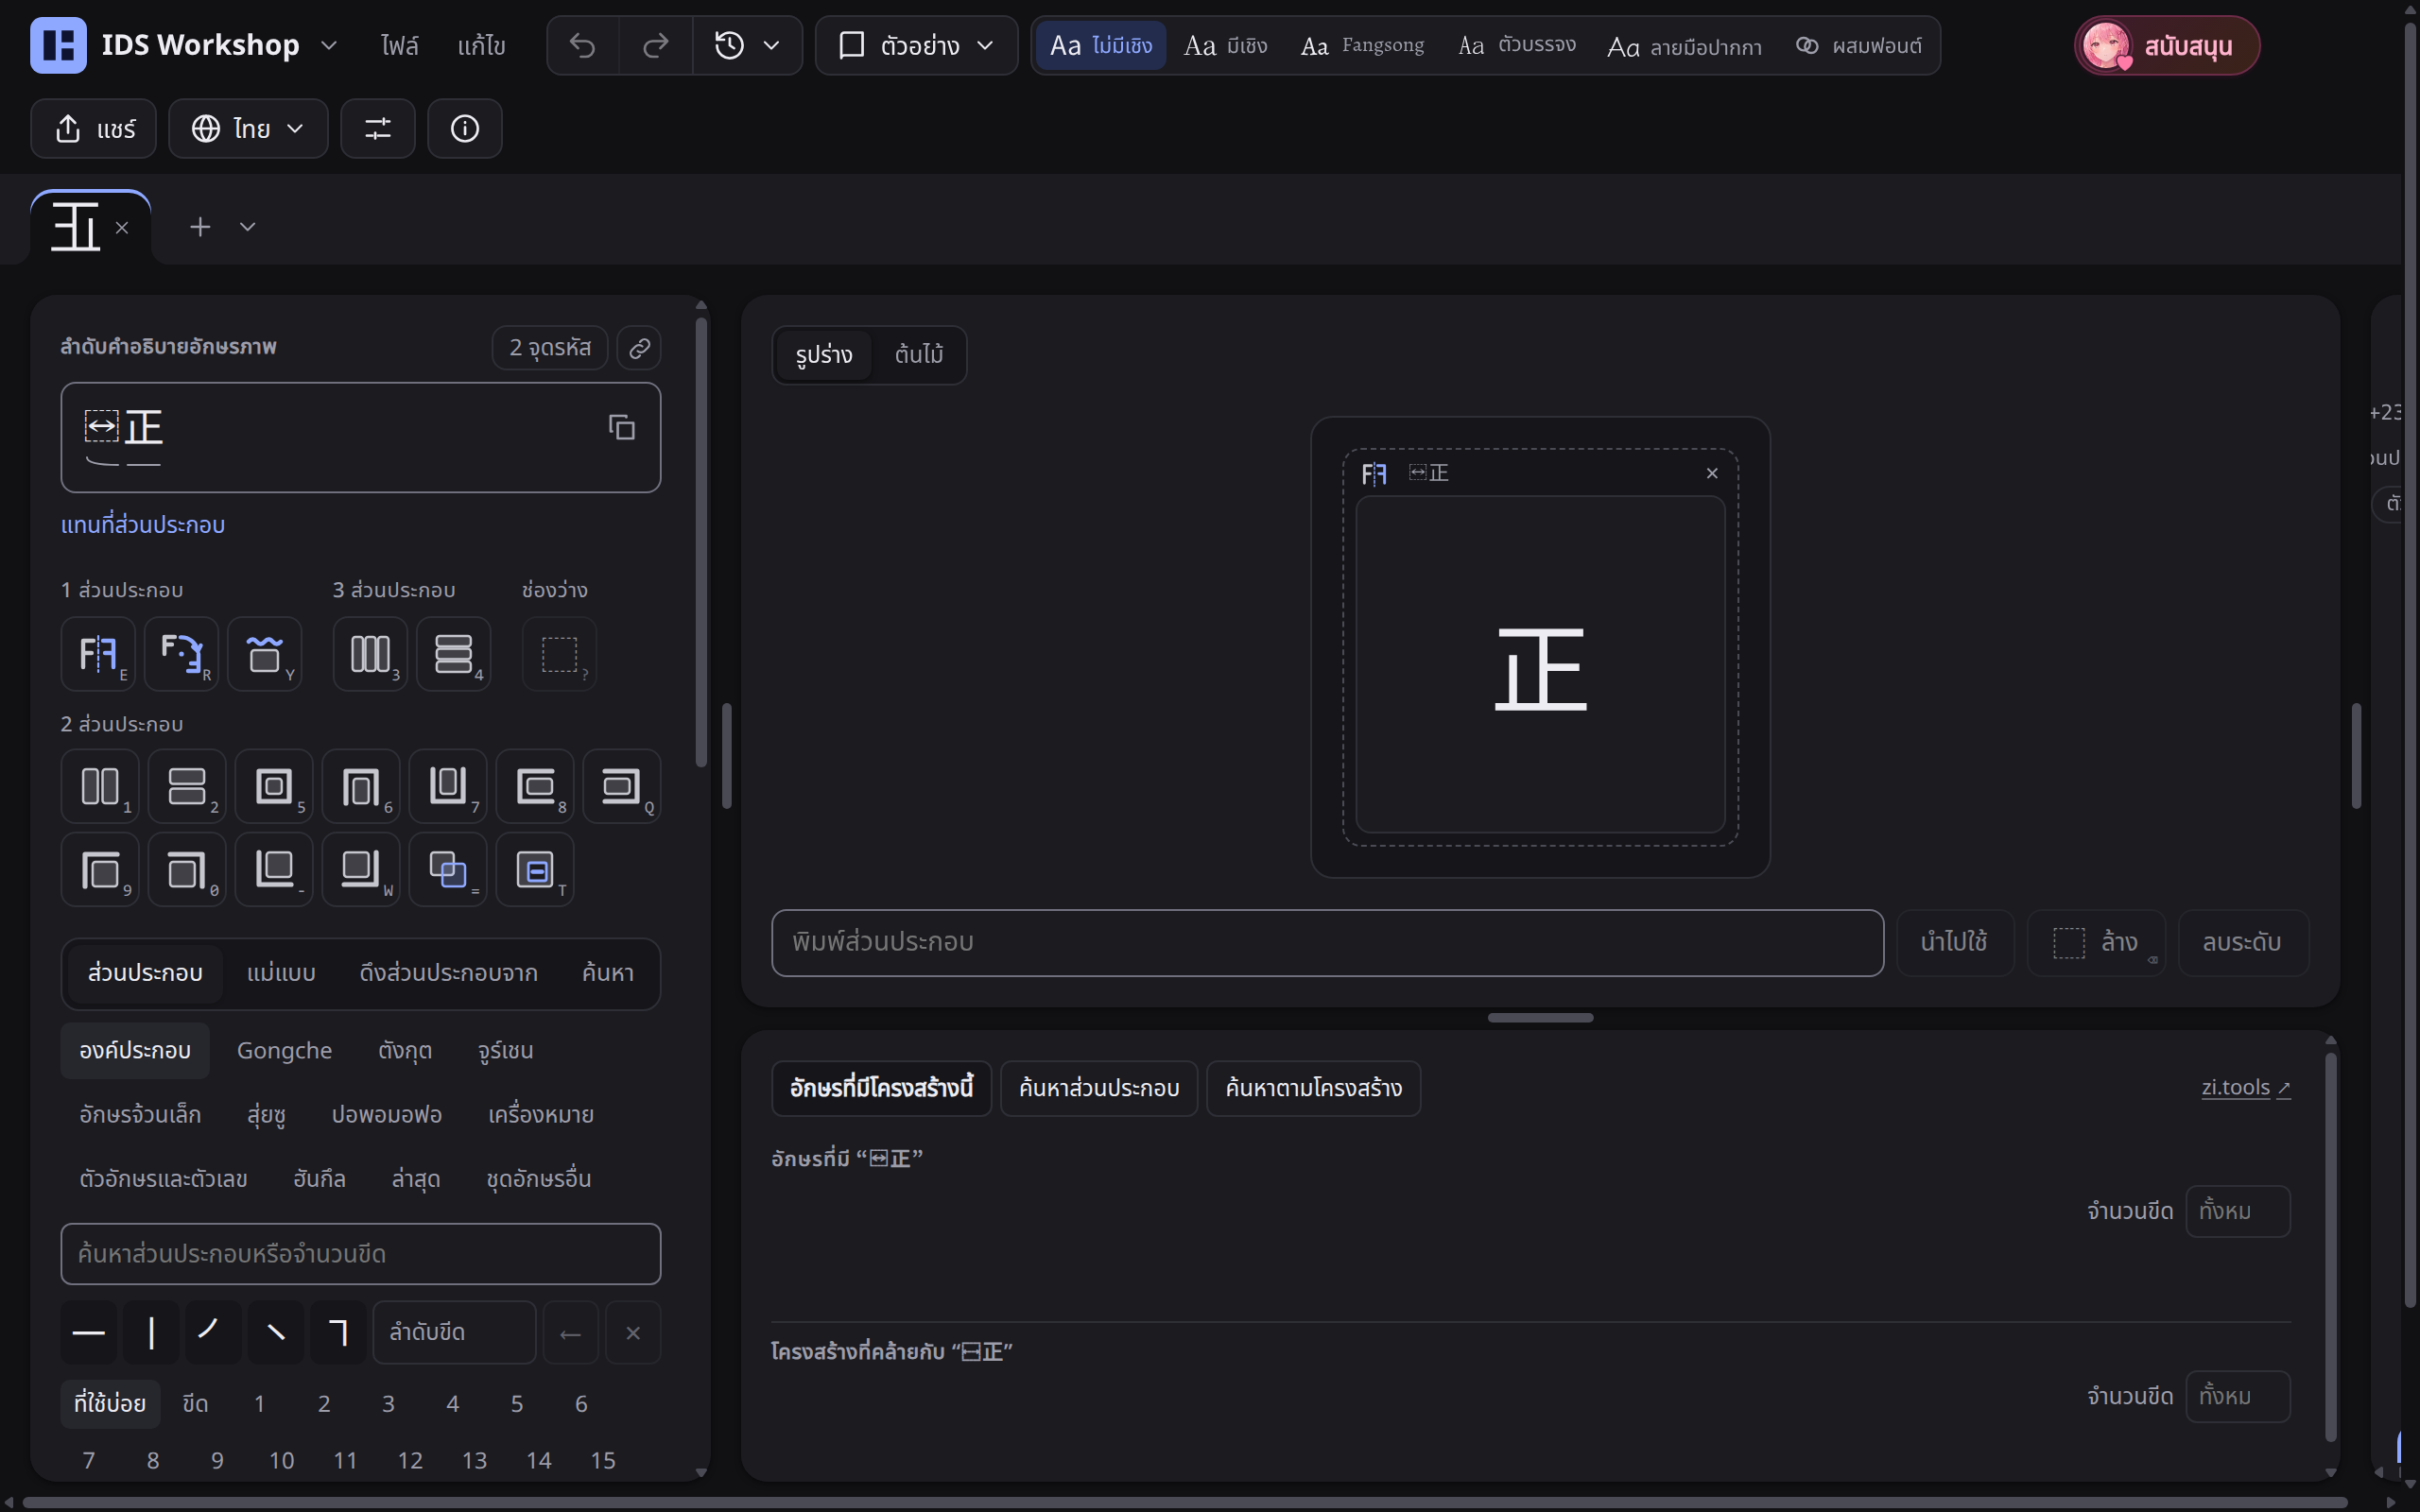 IDS Workshop ไฟล์ แก้ไข ตัวอย่าง Aa ไม่มีเชิง Aa มีเชิง Aa Fangsong Aa ตัวบรรจง Aa ลายมือปากกา ผสมฟอนต์ สนับสนุน
แชร์ ไทย
ลำดับคำอธิบายอักษรภาพ 2 จุดรหัส
⿾正
แทนที่ส่วนประกอบ
1 ส่วนประกอบ 3 ส่วนประกอบ ช่องว่าง
E R Y 3 4 ?
2 ส่วนประกอบ
1 2 5 6 7 8 Q
9 0 - W = T
ส่วนประกอบ แม่แบบ ดึงส่วนประกอบจาก ค้นหา
องค์ประกอบ Gongche ตังกุต จูร์เชน
อักษรจ้วนเล็ก สุ่ยซู ปอพอมอฟอ เครื่องหมาย
ตัวอักษรและตัวเลข ฮันกึล ล่าสุด ชุดอักษรอื่น
ค้นหาส่วนประกอบหรือจำนวนขีด
ลำดับขีด
ที่ใช้บ่อย ขีด 1 2 3 4 5 6
7 8 9 10 11 12 13 14 15
รูปร่าง ต้นไม้
⿾正
正
พิมพ์ส่วนประกอบ นำไปใช้ ล้าง ลบระดับ
อักษรที่มีโครงสร้างนี้ ค้นหาส่วนประกอบ ค้นหาตามโครงสร้าง zi.tools ↗
อักษรที่มี “⿾正”
จำนวนขีด ทั้งหม
โครงสร้างที่คล้ายกับ “⿾正”
จำนวนขีด ทั้งหม
+23